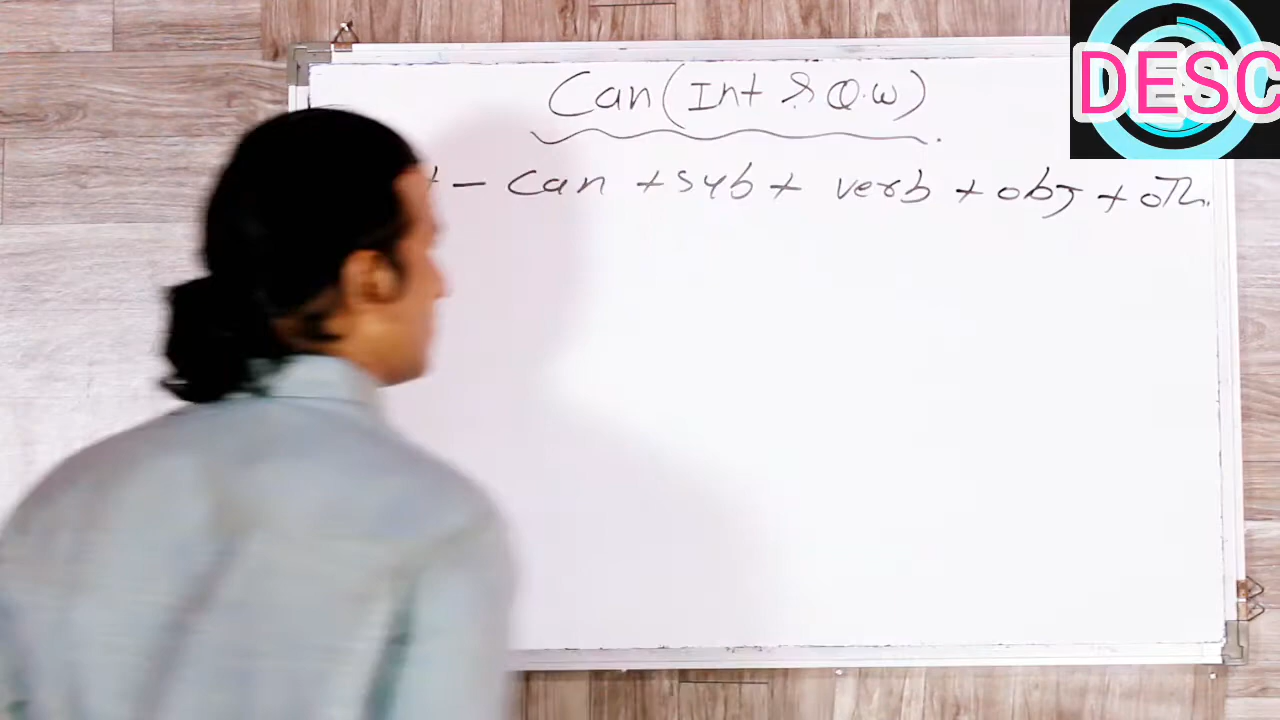 DESC
Can (Int & Q.W)
- Can + sub + verb + obj + oth.